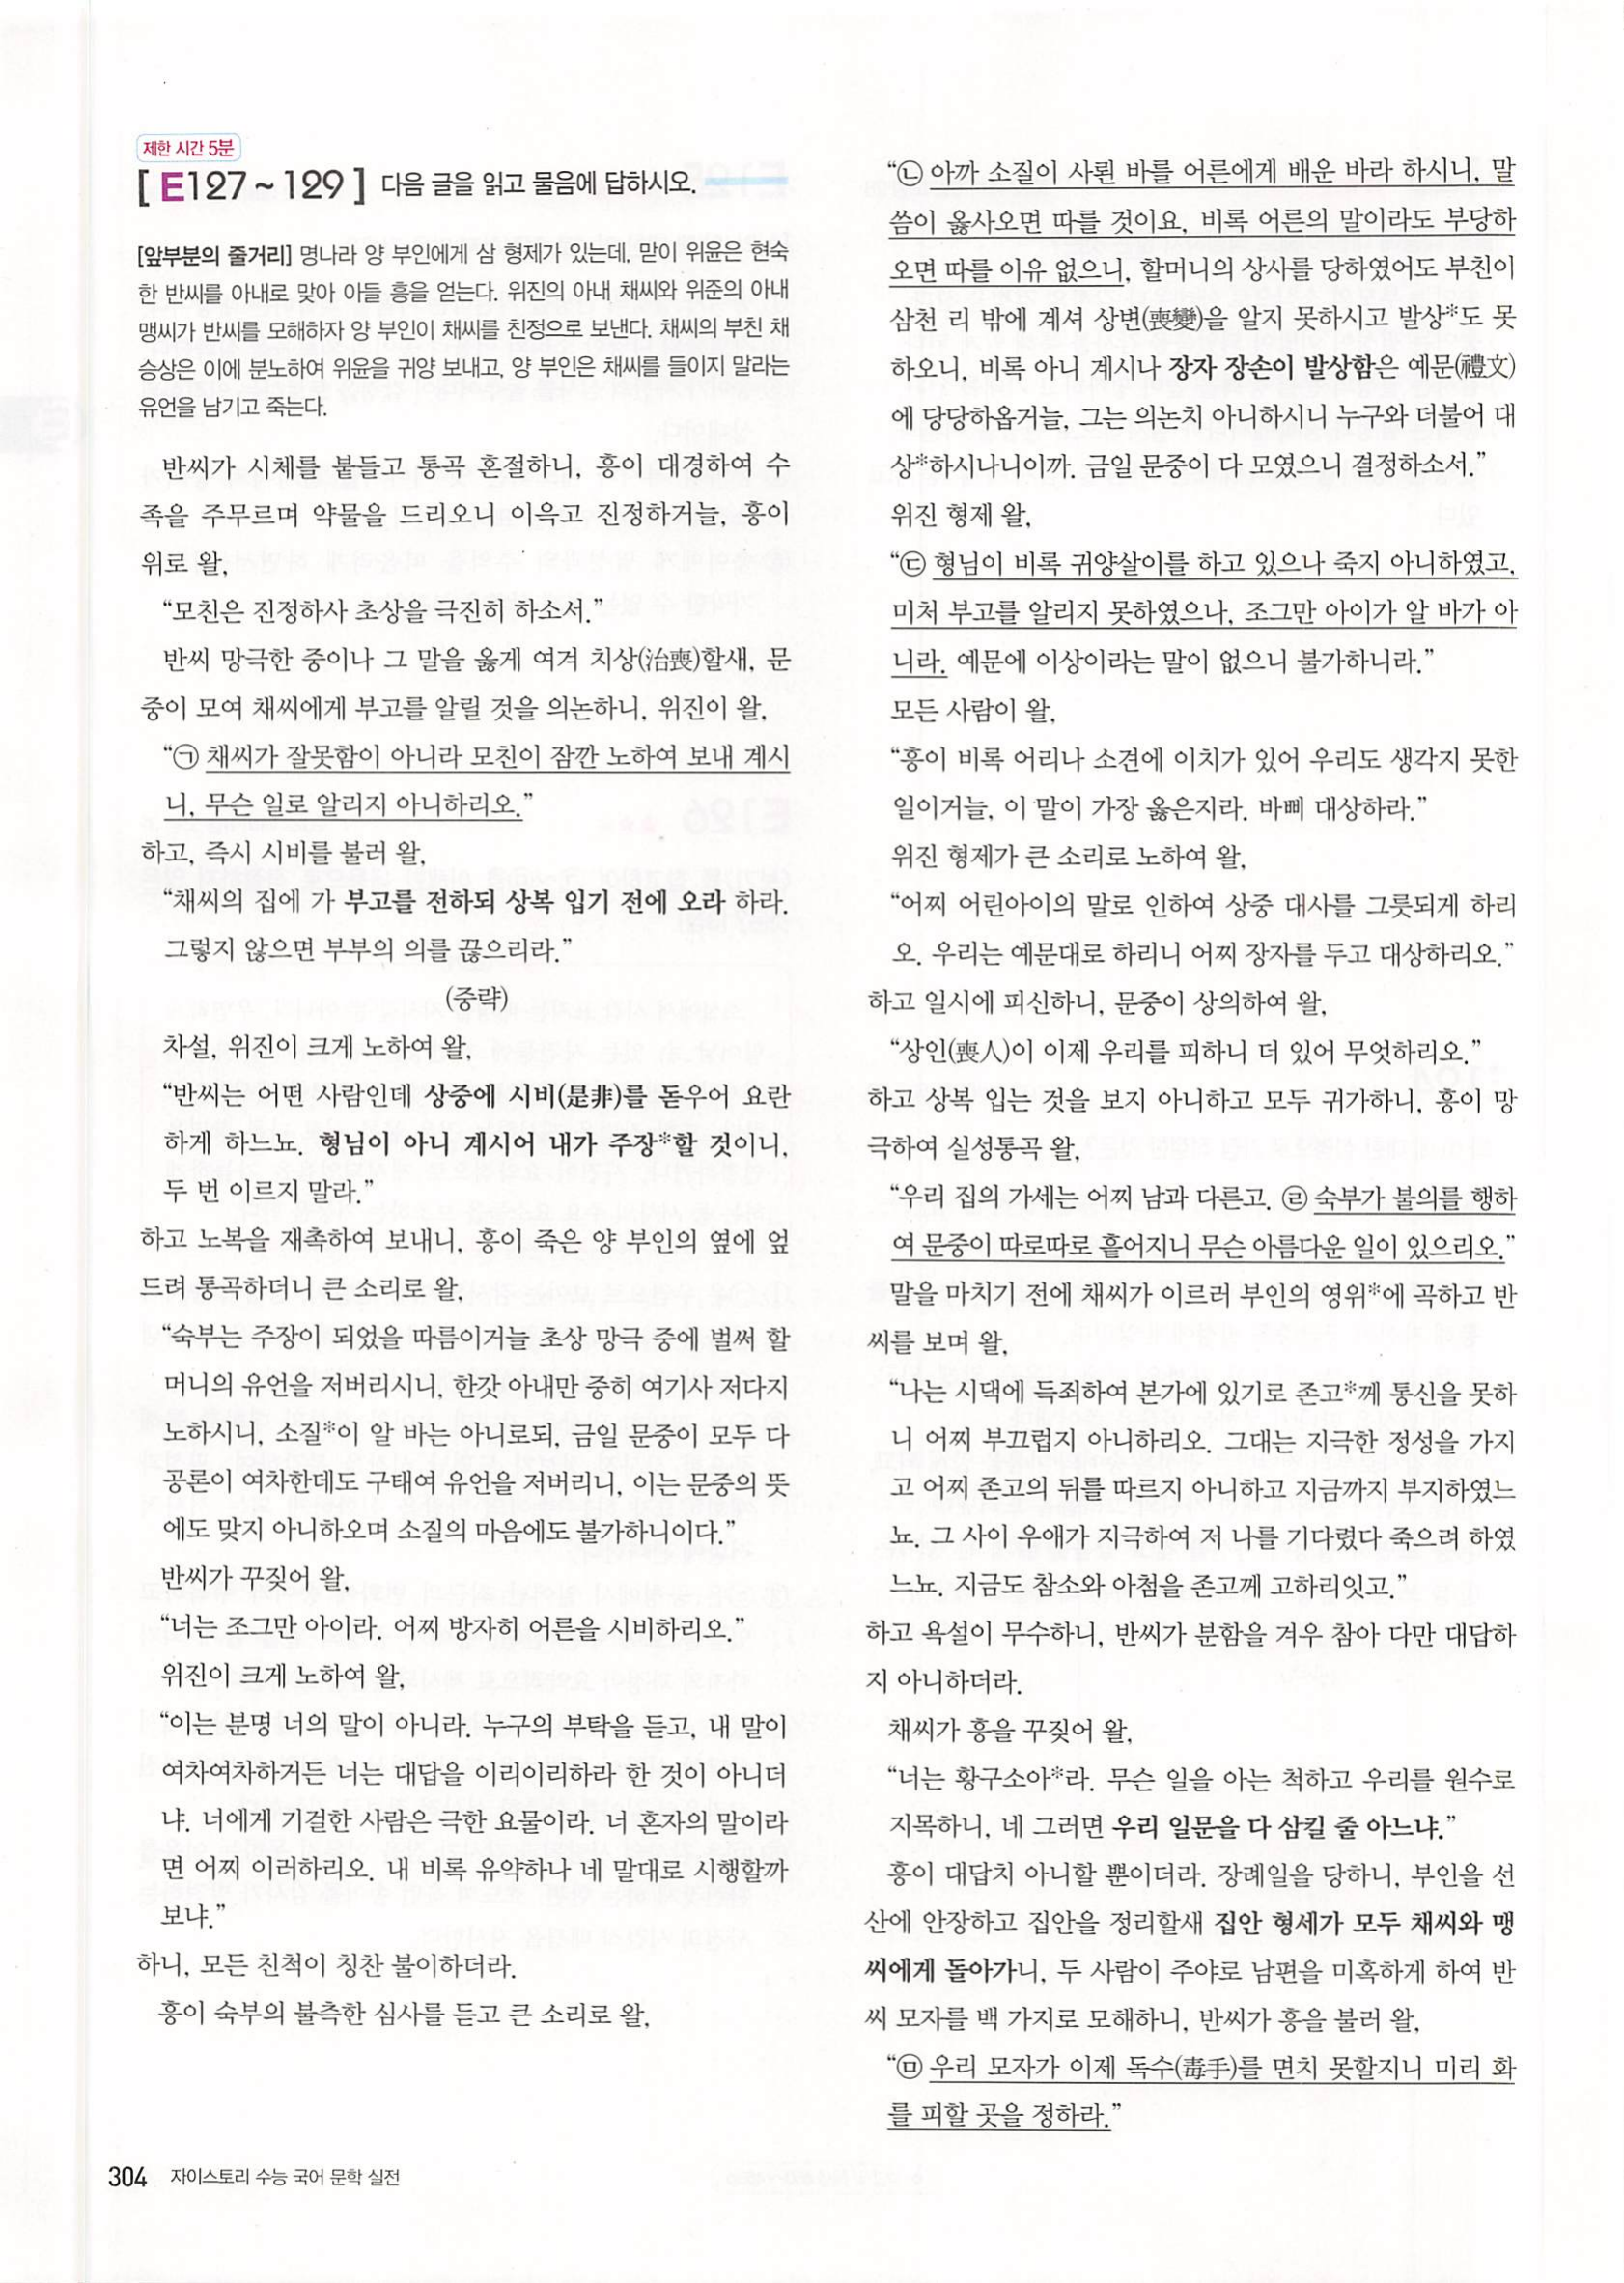 제한 시간 5분
[ E127 ~ 129 ] 다음 글을 읽고 물음에 답하시오.
[앞부분의 줄거리] 명나라 양 부인에게 삼 형제가 있는데, 맏이 위윤은 현숙
한 반씨를 아내로 맞아 아들 흥을 얻는다. 위진의 아내 채씨와 위준의 아내
맹씨가 반씨를 모해하자 양 부인이 채씨를 친정으로 보낸다. 채씨의 부친 채
승상은 이에 분노하여 위윤을 귀양 보내고, 양 부인은 채씨를 들이지 말라는
유언을 남기고 죽는다.
반씨가 시체를 붙들고 통곡 혼절하니, 흥이 대경하여 수
족을 주무르며 약물을 드리오니 이윽고 진정하거늘, 흥이
위로 왈,
“모친은 진정하사 초상을 극진히 하소서.”
반씨 망극한 중이나 그 말을 옳게 여겨 치상(治喪)할새, 문
중이 모여 채씨에게 부고를 알릴 것을 의논하니, 위진이 왈,
“㉠ 채씨가 잘못함이 아니라 모친이 잠깐 노하여 보내 계시
니, 무슨 일로 알리지 아니하리오.”
하고, 즉시 시비를 불러 왈,
“채씨의 집에 가 부고를 전하되 상복 입기 전에 오라 하라.
그렇지 않으면 부부의 의를 끊으리라.”
(중략)
차설, 위진이 크게 노하여 왈,
“반씨는 어떤 사람인데 상중에 시비(是非)를 돋우어 요란
하게 하느뇨. 형님이 아니 계시어 내가 주장*할 것이니,
두 번 이르지 말라.”
하고 노복을 재촉하여 보내니, 흥이 죽은 양 부인의 옆에 엎
드려 통곡하더니 큰 소리로 왈,
“숙부는 주장이 되었을 따름이거늘 초상 망극 중에 벌써 할
머니의 유언을 저버리시니, 한갓 아내만 중히 여기사 저다지
노하시니, 소질*이 알 바는 아니로되, 금일 문중이 모두 다
공론이 여차한데도 구태여 유언을 저버리니, 이는 문중의 뜻
에도 맞지 아니하오며 소질의 마음에도 불가하니이다.”
반씨가 꾸짖어 왈,
“너는 조그만 아이라. 어찌 방자히 어른을 시비하리오.”
위진이 크게 노하여 왈,
“이는 분명 너의 말이 아니라. 누구의 부탁을 듣고, 내 말이
여차여차하거든 너는 대답을 이리이리하라 한 것이 아니더
냐. 너에게 기걸한 사람은 극한 요물이라. 너 혼자의 말이라
면 어찌 이러하리오. 내 비록 유약하나 네 말대로 시행할까
보냐.”
하니, 모든 친척이 칭찬 불이하더라.
흥이 숙부의 불측한 심사를 듣고 큰 소리로 왈,
“㉡ 아까 소질이 사뢴 바를 어른에게 배운 바라 하시니, 말
씀이 옳사오면 따를 것이요, 비록 어른의 말이라도 부당하
오면 따를 이유 없으니, 할머니의 상사를 당하였어도 부친이
삼천 리 밖에 계셔 상변(喪變)을 알지 못하시고 발상*도 못
하오니, 비록 아니 계시나 장자 장손이 발상함은 예문(禮文)
에 당당하옵거늘, 그는 의논치 아니하시니 누구와 더불어 대
상*하시나니이까. 금일 문중이 다 모였으니 결정하소서.”
위진 형제 왈,
“㉢ 형님이 비록 귀양살이를 하고 있으나 죽지 아니하였고,
미처 부고를 알리지 못하였으나, 조그만 아이가 알 바가 아
니라. 예문에 이상이라는 말이 없으니 불가하니라.”
모든 사람이 왈,
“흥이 비록 어리나 소견에 이치가 있어 우리도 생각지 못한
일이거늘, 이 말이 가장 옳은지라. 바삐 대상하라.”
위진 형제가 큰 소리로 노하여 왈,
“어찌 어린아이의 말로 인하여 상중 대사를 그릇되게 하리
오. 우리는 예문대로 하리니 어찌 장자를 두고 대상하리오.”
하고 일시에 피신하니, 문중이 상의하여 왈,
“상인(喪人)이 이제 우리를 피하니 더 있어 무엇하리오.”
하고 상복 입는 것을 보지 아니하고 모두 귀가하니, 흥이 망
극하여 실성통곡 왈,
“우리 집의 가세는 어찌 남과 다른고. ㉣ 숙부가 불의를 행하
여 문중이 따로따로 흩어지니 무슨 아름다운 일이 있으리오.”
말을 마치기 전에 채씨가 이르러 부인의 영위*에 곡하고 반
씨를 보며 왈,
“나는 시댁에 득죄하여 본가에 있기로 존고*께 통신을 못하
니 어찌 부끄럽지 아니하리오. 그대는 지극한 정성을 가지
고 어찌 존고의 뒤를 따르지 아니하고 지금까지 부지하였느
뇨. 그 사이 우애가 지극하여 저 나를 기다렸다 죽으려 하였
느뇨. 지금도 참소와 아첨을 존고께 고하리잇고.”
하고 욕설이 무수하니, 반씨가 분함을 겨우 참아 다만 대답하
지 아니하더라.
채씨가 흥을 꾸짖어 왈,
“너는 황구소아*라. 무슨 일을 아는 척하고 우리를 원수로
지목하니, 네 그러면 우리 일문을 다 삼킬 줄 아느냐.”
흥이 대답치 아니할 뿐이더라. 장례일을 당하니, 부인을 선
산에 안장하고 집안을 정리할새 집안 형세가 모두 채씨와 맹
씨에게 돌아가니, 두 사람이 주야로 남편을 미혹하게 하여 반
씨 모자를 백 가지로 모해하니, 반씨가 흥을 불러 왈,
“㉤ 우리 모자가 이제 독수(毒手)를 면치 못할지니 미리 화
를 피할 곳을 정하라.”
304 자이스토리 수능 국어 문학 실전